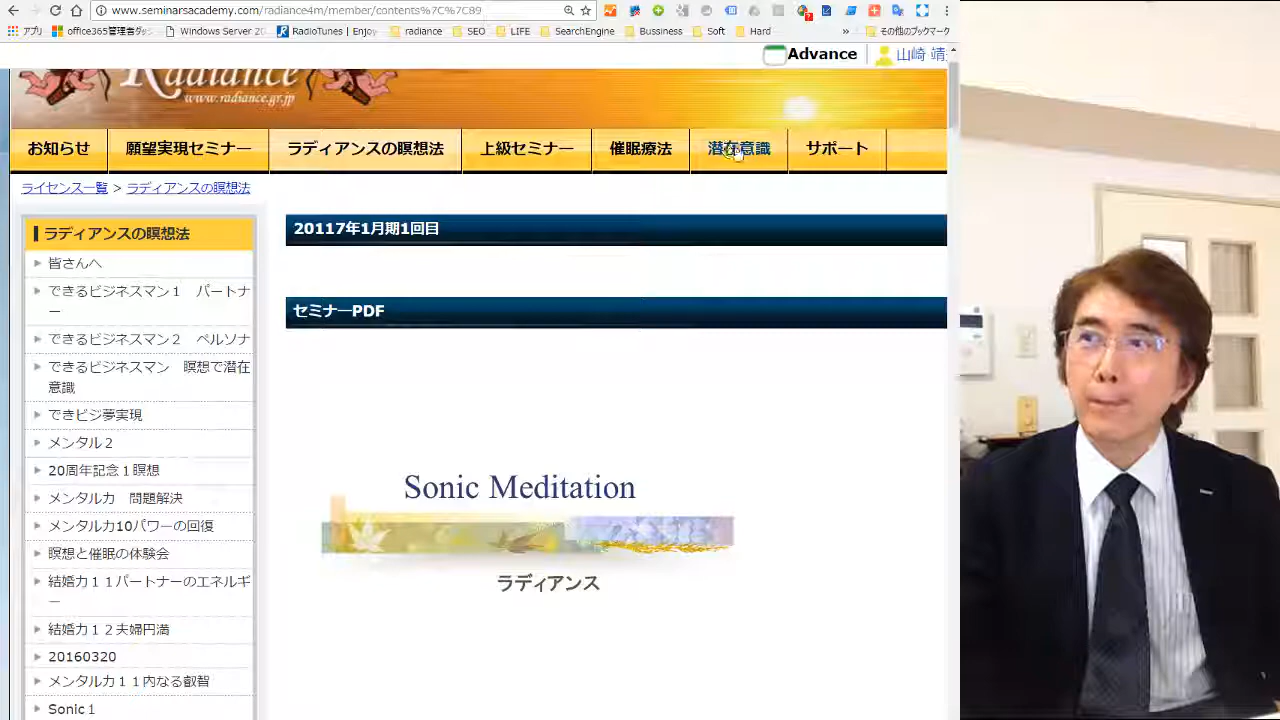 www.seminarsacademy.com/radiance4m/member/contents%7C%7C89
アプリ office365管理者ダッシ Windows Server 20 RadioTunes | Enjoy radiance SEO LIFE SearchEngine Bussiness Soft Hard » その他のブックマーク
Advance 山崎 靖
Radiance
www.radiance.gr.jp
お知らせ 願望実現セミナー ラディアンスの瞑想法 上級セミナー 催眠療法 潜在意識 サポート
ライセンス一覧 > ラディアンスの瞑想法
ラディアンスの瞑想法
皆さんへ
できるビジネスマン１ パートナ
ー
できるビジネスマン２ ペルソナ
できるビジネスマン 瞑想で潜在
意識
できビジ夢実現
メンタル２
20周年記念１瞑想
メンタル力 問題解決
メンタル力10パワーの回復
瞑想と催眠の体験会
結婚力１１パートナーのエネルギ
ー
結婚力１２夫婦円満
20160320
メンタル力１１内なる叡智
Sonic１
20117年1月期1回目
セミナーPDF
Sonic Meditation
ラディアンス